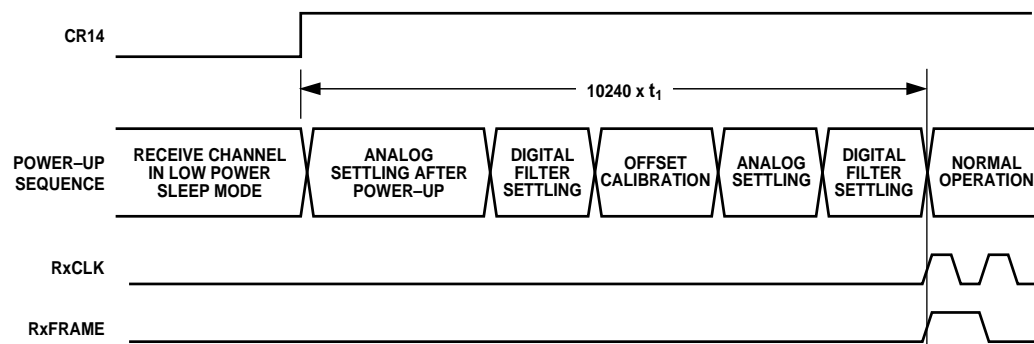 CR14
10240 x t1
POWER–UP
SEQUENCE
RECEIVE CHANNEL
IN LOW POWER
SLEEP MODE
ANALOG
SETTLING AFTER
POWER–UP
DIGITAL
FILTER
SETTLING
OFFSET
CALIBRATION
ANALOG
SETTLING
DIGITAL
FILTER
SETTLING
NORMAL
OPERATION
RxCLK
RxFRAME